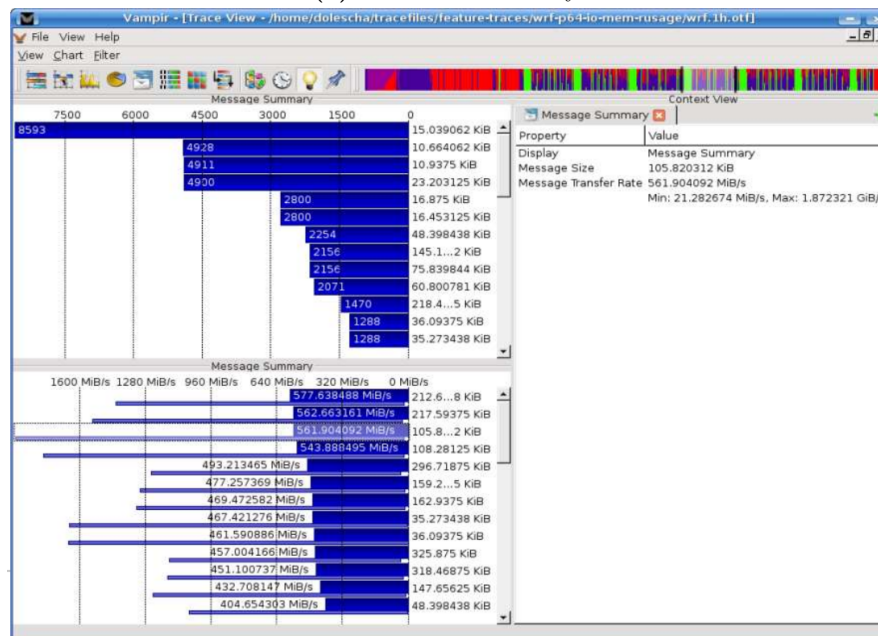 Vampir - [Trace View - /home/dolescha/tracefiles/feature-traces/wrf-p64-io-mem-rusage/wrf.1h.otf]
File View Help
View Chart Filter
Message Summary
7500 6000 4500 3000 1500 0
8593 15.039062 KiB
4928 10.664062 KiB
4911 10.9375 KiB
4900 23.203125 KiB
2800 16.875 KiB
2800 16.453125 KiB
2254 48.398438 KiB
2156 145.1...2 KiB
2156 75.839844 KiB
2071 60.800781 KiB
1470 218.4...5 KiB
1288 36.09375 KiB
1288 35.273438 KiB
Message Summary
1600 MiB/s 1280 MiB/s 960 MiB/s 640 MiB/s 320 MiB/s 0 MiB/s
577.638488 MiB/s 212.6...8 KiB
562.663161 MiB/s 217.59375 KiB
561.904092 MiB/s 105.8...2 KiB
543.888495 MiB/s 108.28125 KiB
493.213465 MiB/s 296.71875 KiB
477.257369 MiB/s 159.2...5 KiB
469.472582 MiB/s 162.9375 KiB
467.421276 MiB/s 35.273438 KiB
461.590886 MiB/s 36.09375 KiB
457.004166 MiB/s 325.875 KiB
451.100737 MiB/s 318.46875 KiB
432.708147 MiB/s 147.65625 KiB
404.654303 MiB/s 48.398438 KiB
Context View
Message Summary
Property Value
Display Message Summary
Message Size 105.820312 KiB
Message Transfer Rate 561.904092 MiB/s
Min: 21.282674 MiB/s, Max: 1.872321 GiB/